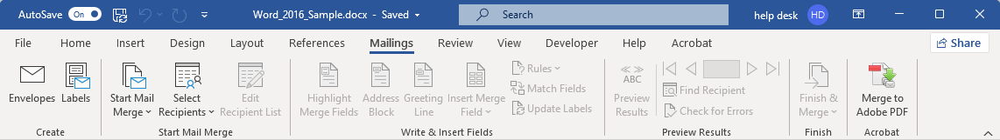 AutoSave On Word_2016_Sample.docx - Saved Search help desk HD
File Home Insert Design Layout References Mailings Review View Developer Help Acrobat Share
Envelopes
Labels
Create
Start Mail
Merge
Select
Recipients
Edit
Recipient List
Start Mail Merge
Highlight
Merge Fields
Address
Block
Greeting
Line
Insert Merge
Field
Rules
Match Fields
Update Labels
Write & Insert Fields
ABC
Preview
Results
Find Recipient
Check for Errors
Preview Results
Finish &
Merge
Finish
Merge to
Adobe PDF
Acrobat